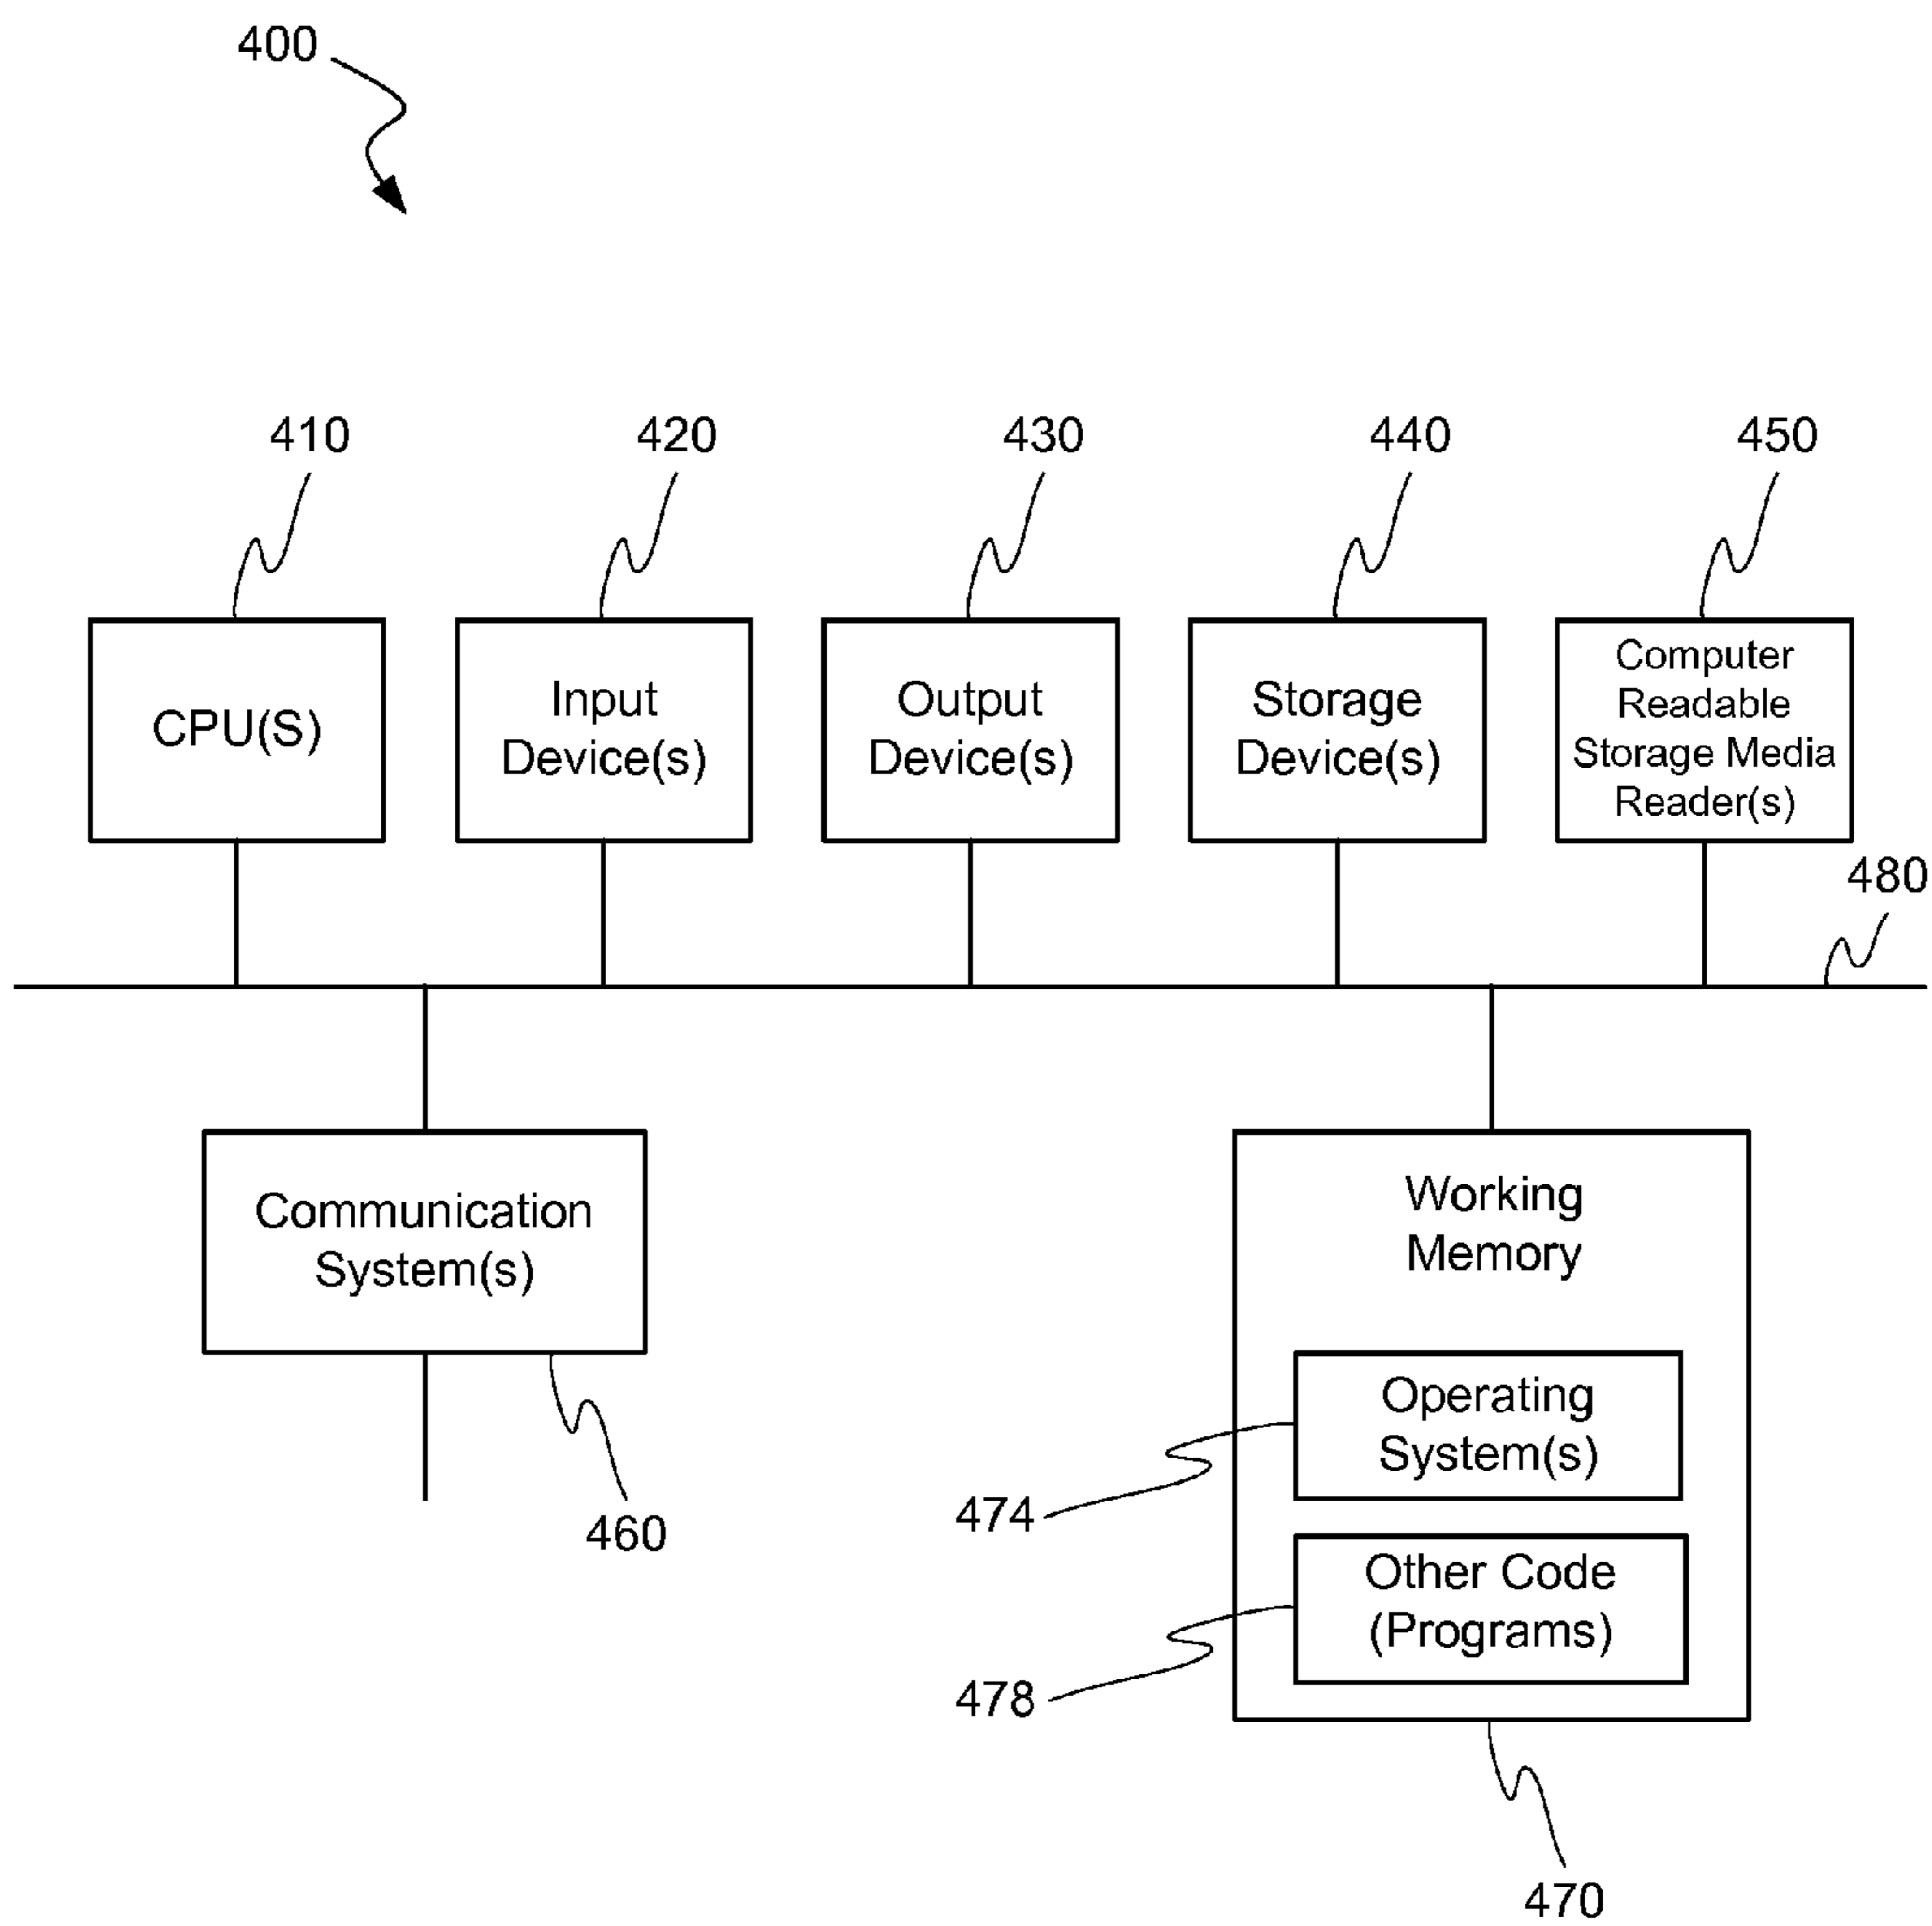 400
410
420
430
440
450
CPU(S)
Input
Device(s)
Output
Device(s)
Storage
Device(s)
Computer
Readable
Storage Media
Reader(s)
480
Communication
System(s)
460
Working
Memory
Operating
System(s)
474
Other Code
(Programs)
478
470